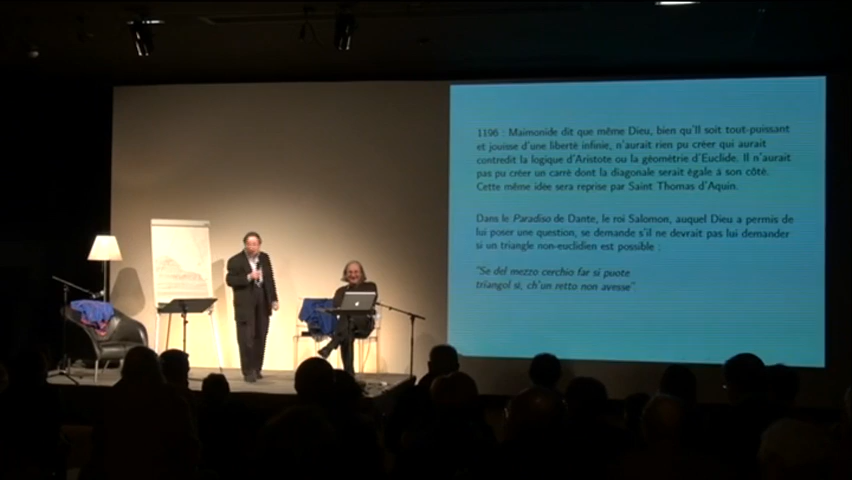 1196 : Maimonide dit que même Dieu, bien qu'Il soit tout-puissant
et jouisse d'une liberté infinie, n'aurait rien pu créer qui aurait
contredit la logique d'Aristote ou la géométrie d'Euclide. Il n'aurait
pas pu créer un carré dont la diagonale serait égale à son côté.
Cette même idée sera reprise par Saint Thomas d'Aquin.
Dans le Paradiso de Dante, le roi Salomon, auquel Dieu a permis de
lui poser une question, se demande s'il ne devrait pas lui demander
si un triangle non-euclidien est possible :
"Se del mezzo cerchio far si puote
triangol sì, ch'un retto non avesse".